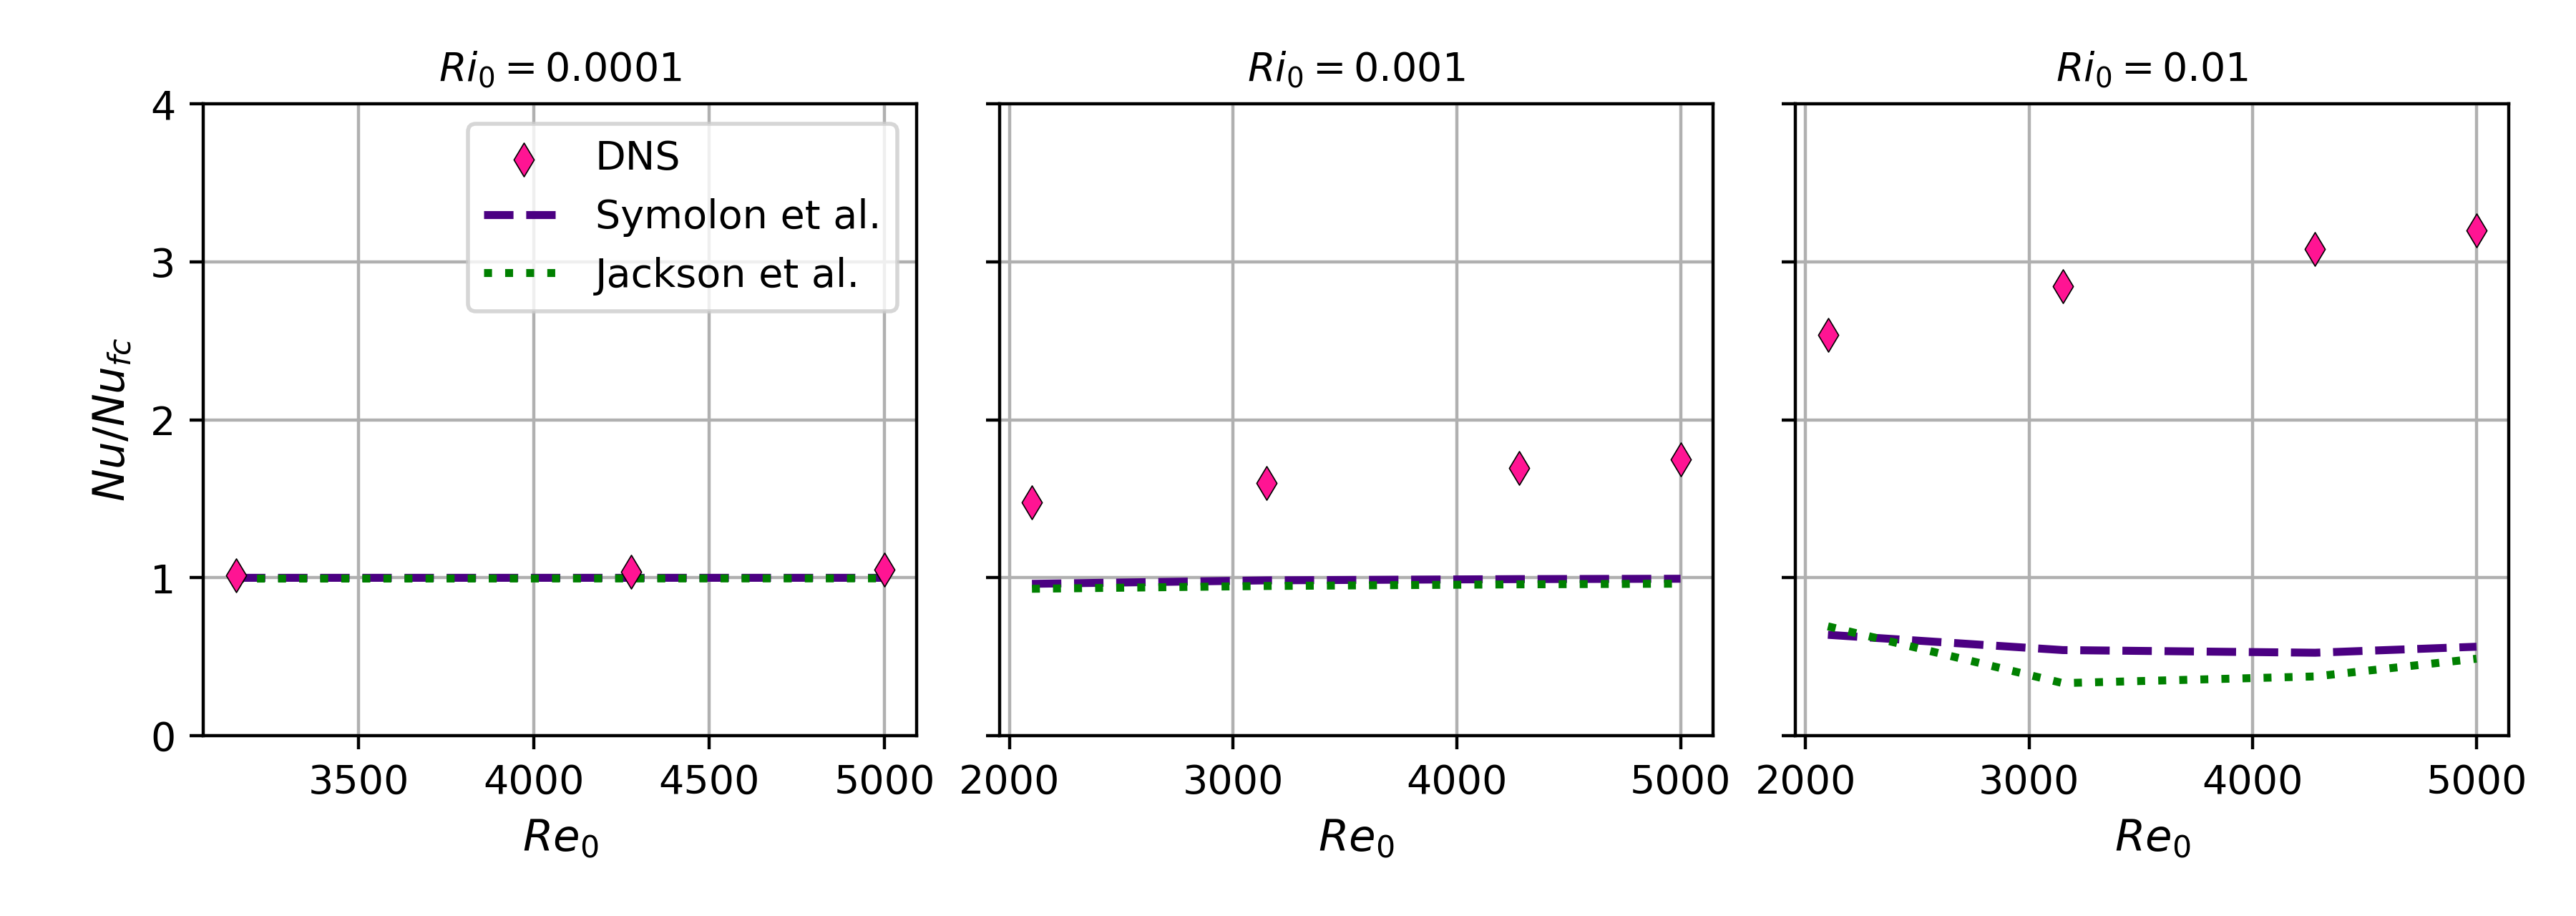 Ri₀ = 0.0001
Ri₀ = 0.001
Ri₀ = 0.01
Nu/Nu_fc
4
3
2
1
0
DNS
Symolon et al.
Jackson et al.
3500 4000 4500 5000
2000 3000 4000 5000
2000 3000 4000 5000
Re₀
Re₀
Re₀